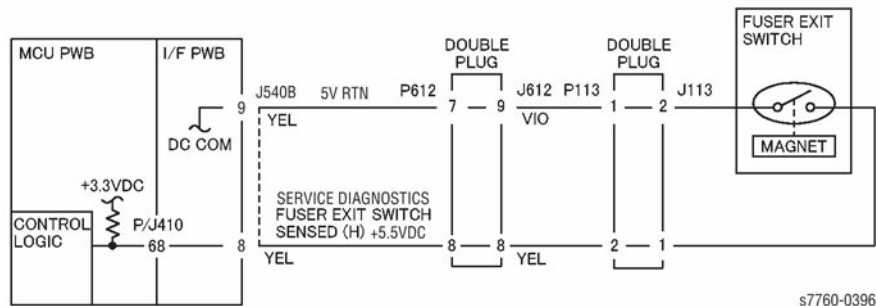 FUSER EXIT
SWITCH
MCU PWB
I/F PWB
DOUBLE
PLUG
DOUBLE
PLUG
9
J540B
5V RTN
P612
7
9
J612
P113
1
2
J113
YEL
VIO
DC COM
MAGNET
+3.3VDC
SERVICE DIAGNOSTICS
FUSER EXIT SWITCH
SENSED (H) +5.5VDC
CONTROL
LOGIC
P/J410
68
8
8
8
2
1
YEL
YEL
s7760-0396